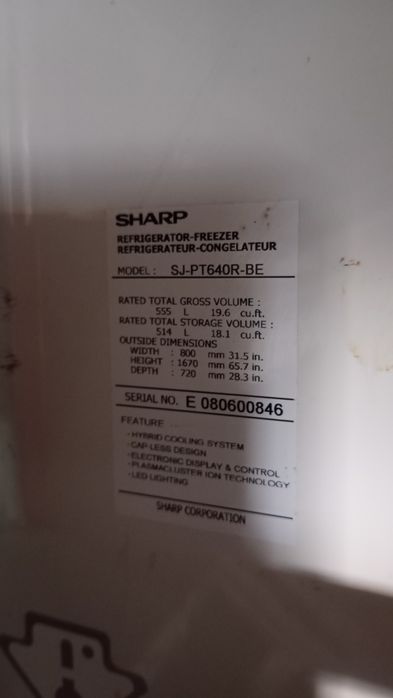 SHARP
REFRIGERATOR-FREEZER
REFRIGERATEUR-CONGELATEUR
MODEL : SJ-PT640R-BE
RATED TOTAL GROSS VOLUME :
555 L 19.6 cu.ft.
RATED TOTAL STORAGE VOLUME :
514 L 18.1 cu.ft.
OUTSIDE DIMENSIONS
WIDTH : 800 mm 31.5 in.
HEIGHT : 1670 mm 65.7 in.
DEPTH : 720 mm 28.3 in.
SERIAL NO. E 080600846
FEATURE
·HYBRID COOLING SYSTEM
·CAP-LESS DESIGN
·ELECTRONIC DISPLAY & CONTROL
·PLASMACLUSTER ION TECHNOLOGY
·LED LIGHTING
SHARP CORPORATION